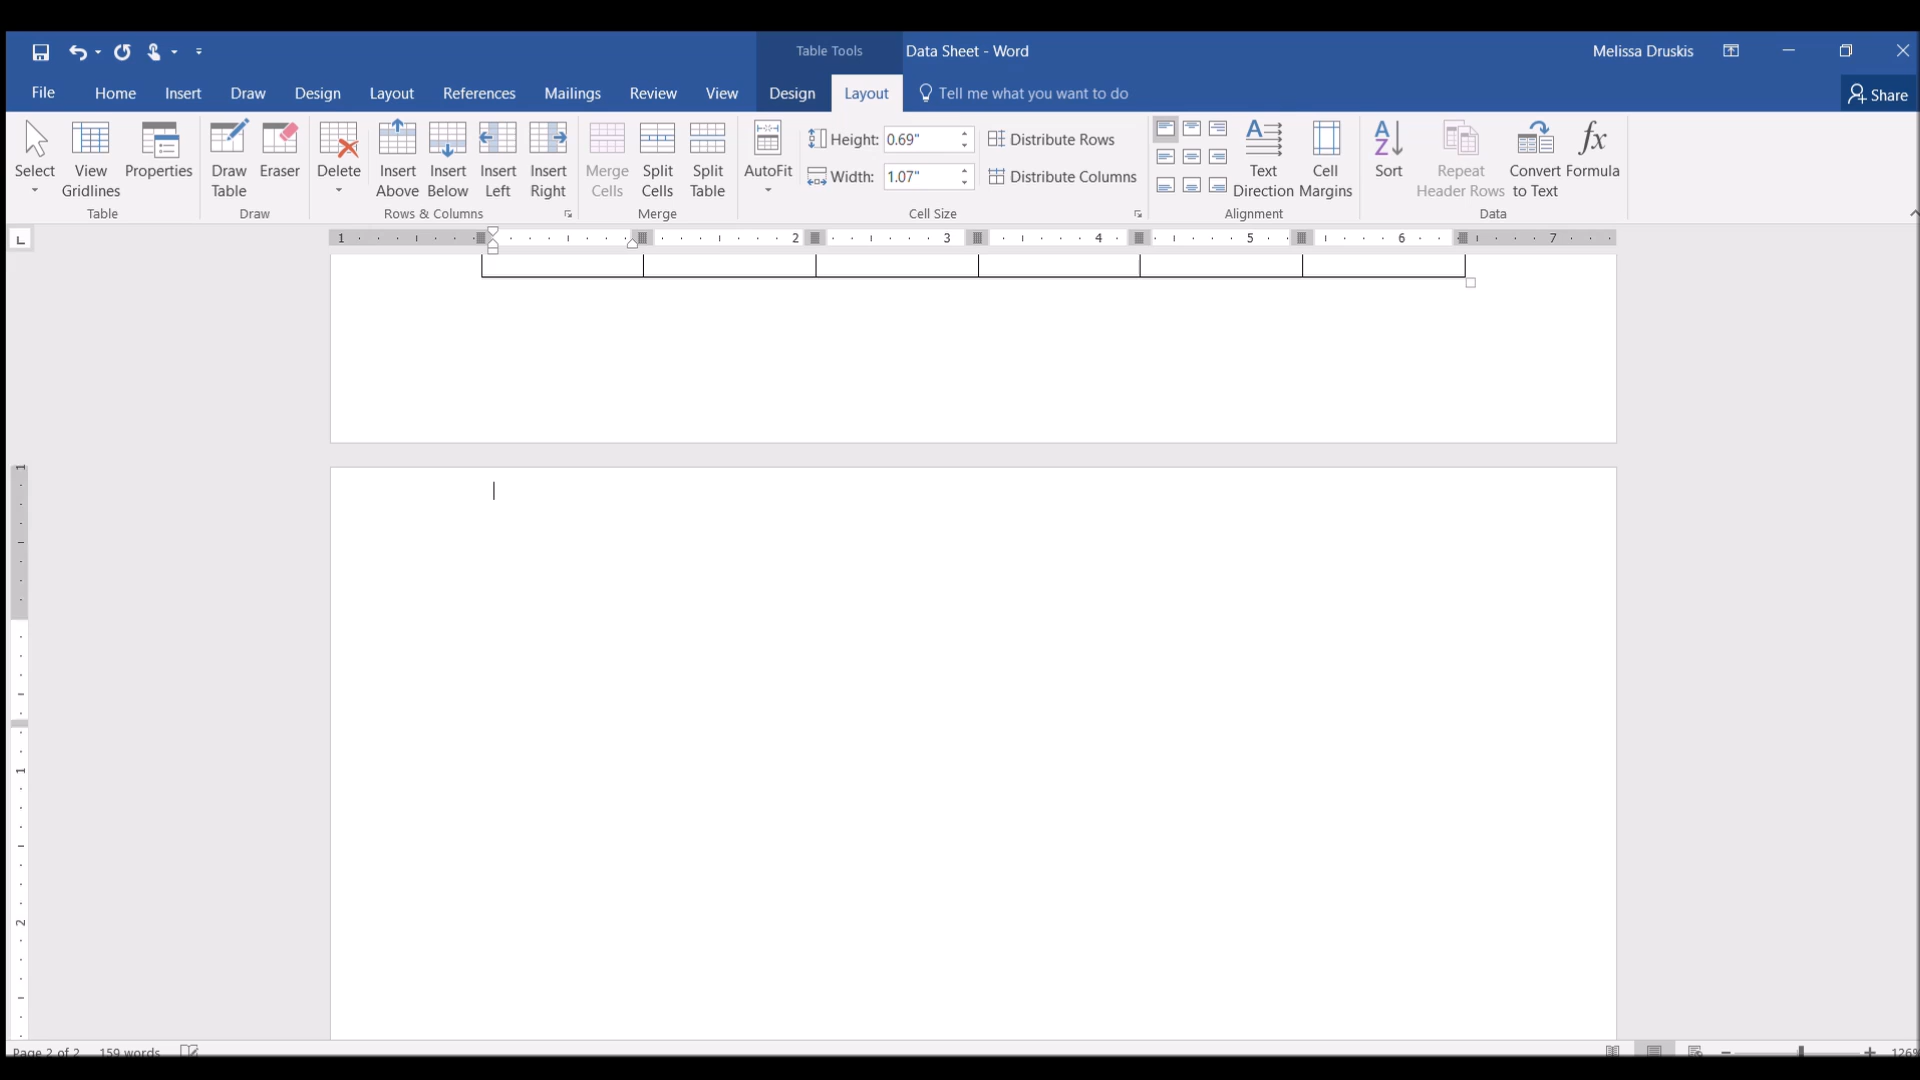 Table Tools
Data Sheet - Word
Melissa Druskis
File Home Insert Draw Design Layout References Mailings Review View Design Layout Tell me what you want to do Share
Select
View Gridlines
Properties
Table
Draw Table
Eraser
Draw
Delete
Insert Above
Insert Below
Insert Left
Insert Right
Rows & Columns
Merge Cells
Split Cells
Split Table
Merge
AutoFit
Height: 0.69"
Width: 1.07"
Distribute Rows
Distribute Columns
Cell Size
Text Direction
Cell Margins
Alignment
Sort
Repeat Header Rows
Convert to Text
Formula
Data
1 2 3 4 5 6 7
1
1
2
Page 2 of 2 159 words
126%